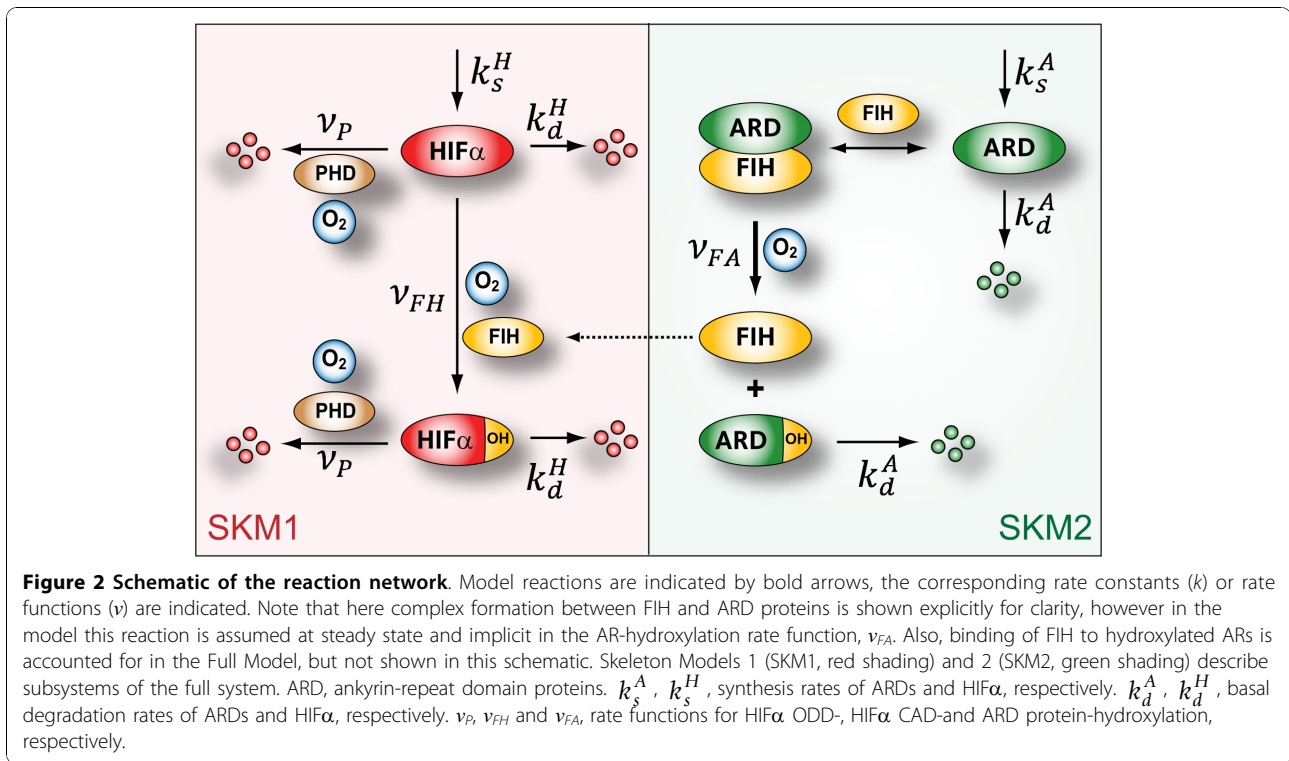 k_s^H
k_s^A
ν_P
HIFα
k_d^H
PHD
O₂
ARD
FIH
FIH
ARD
k_d^A
ν_FA
O₂
ν_FH
O₂
FIH
FIH
+
O₂
PHD
ν_P
HIFα
OH
k_d^H
ARD
OH
k_d^A
SKM1
SKM2
Figure 2 Schematic of the reaction network. Model reactions are indicated by bold arrows, the corresponding rate constants (k) or rate
functions (v) are indicated. Note that here complex formation between FIH and ARD proteins is shown explicitly for clarity, however in the
model this reaction is assumed at steady state and implicit in the AR-hydroxylation rate function, v_FA. Also, binding of FIH to hydroxylated ARs is
accounted for in the Full Model, but not shown in this schematic. Skeleton Models 1 (SKM1, red shading) and 2 (SKM2, green shading) describe
subsystems of the full system. ARD, ankyrin-repeat domain proteins. k_s^A , k_s^H , synthesis rates of ARDs and HIFα, respectively. k_d^A , k_d^H , basal
degradation rates of ARDs and HIFα, respectively. v_P, v_FH and v_FA, rate functions for HIFα ODD-, HIFα CAD-and ARD protein-hydroxylation,
respectively.